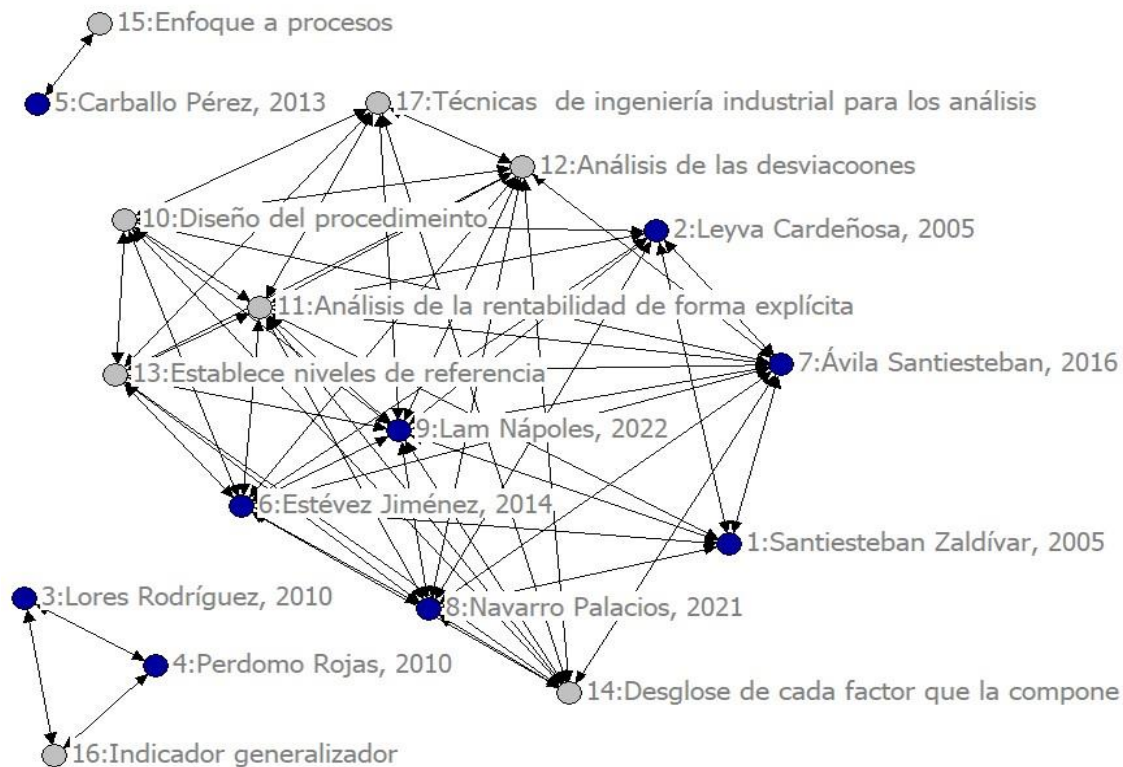 15:Enfoque a procesos
5:Carballo Pérez, 2013
17:Técnicas  de ingeniería industrial para los análisis
12:Análisis de las desviacoones
10:Diseño del procedimeinto
2:Leyva Cardeñosa, 2005
11:Análisis de la rentabilidad de forma explícita
7:Ávila Santiesteban, 2016
13:Establece niveles de referencia
9:Lam Nápoles, 2022
6:Estévez Jiménez, 2014
1:Santiesteban Zaldívar, 2005
3:Lores Rodríguez, 2010
8:Navarro Palacios, 2021
4:Perdomo Rojas, 2010
14:Desglose de cada factor que la compone
16:Indicador generalizador